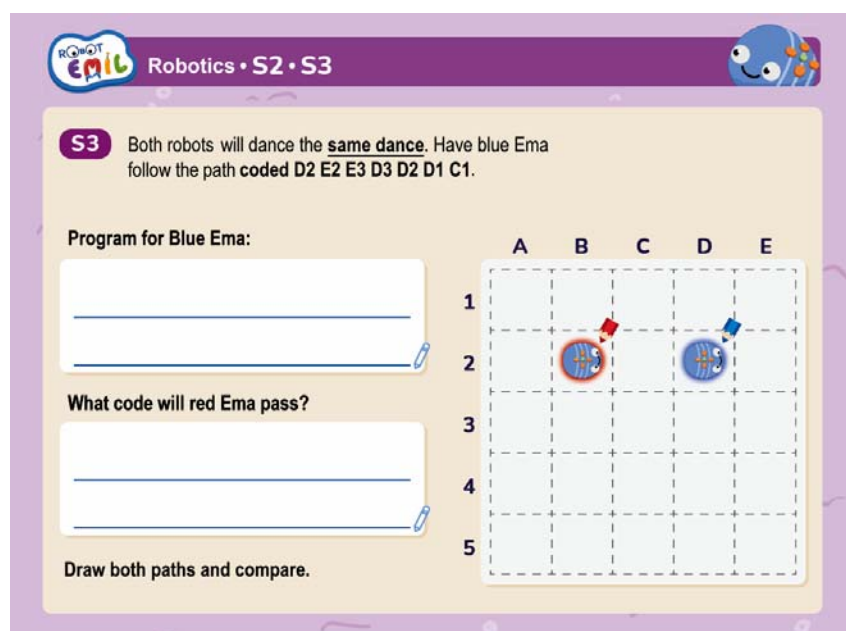 ROBOT
EMIL
Robotics • S2 • S3
S3
Both robots will dance the same dance. Have blue Ema
follow the path coded D2 E2 E3 D3 D2 D1 C1.
Program for Blue Ema:
What code will red Ema pass?
Draw both paths and compare.
A B C D E
1
2
3
4
5